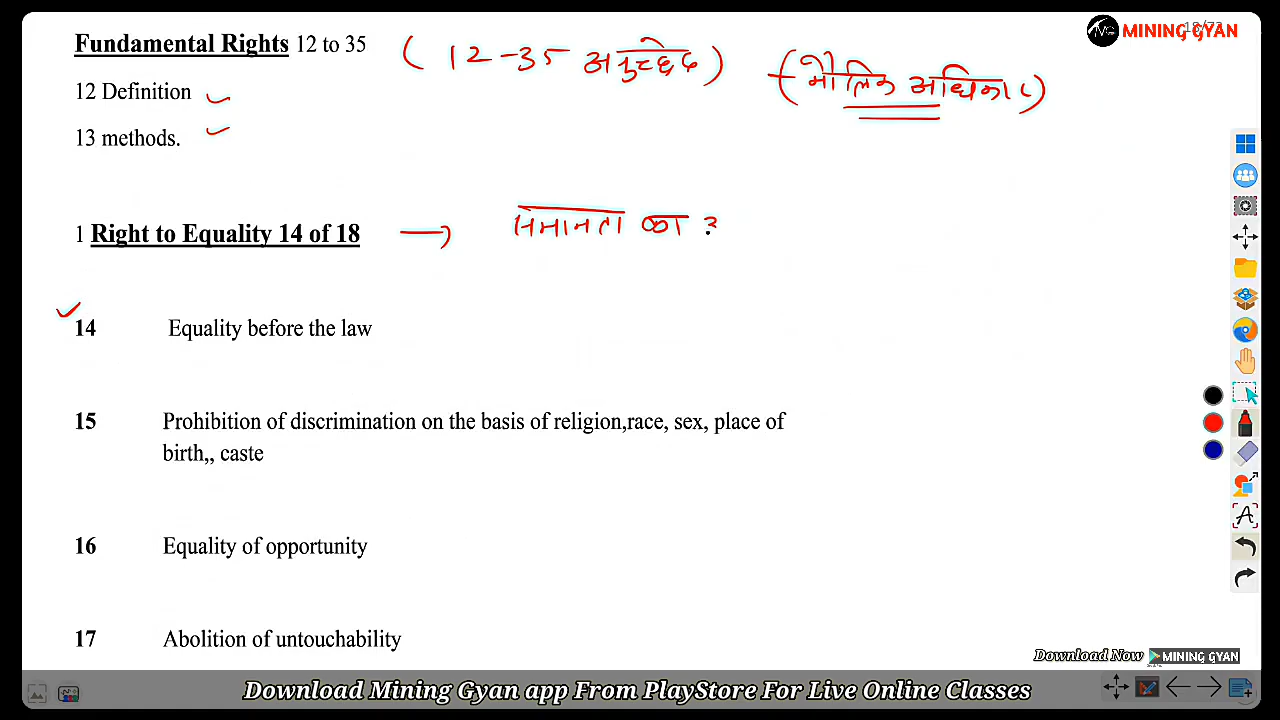 MINING GYAN
18/73
Fundamental Rights 12 to 35 (12-35 अनुच्छेद) (मौलिक अधिकार)
12 Definition
13 methods.
1 Right to Equality 14 of 18 → समानता का
14 Equality before the law
15 Prohibition of discrimination on the basis of religion,race, sex, place of
birth,, caste
16 Equality of opportunity
17 Abolition of untouchability
Download Now MINING GYAN
Download Mining Gyan app From PlayStore For Live Online Classes